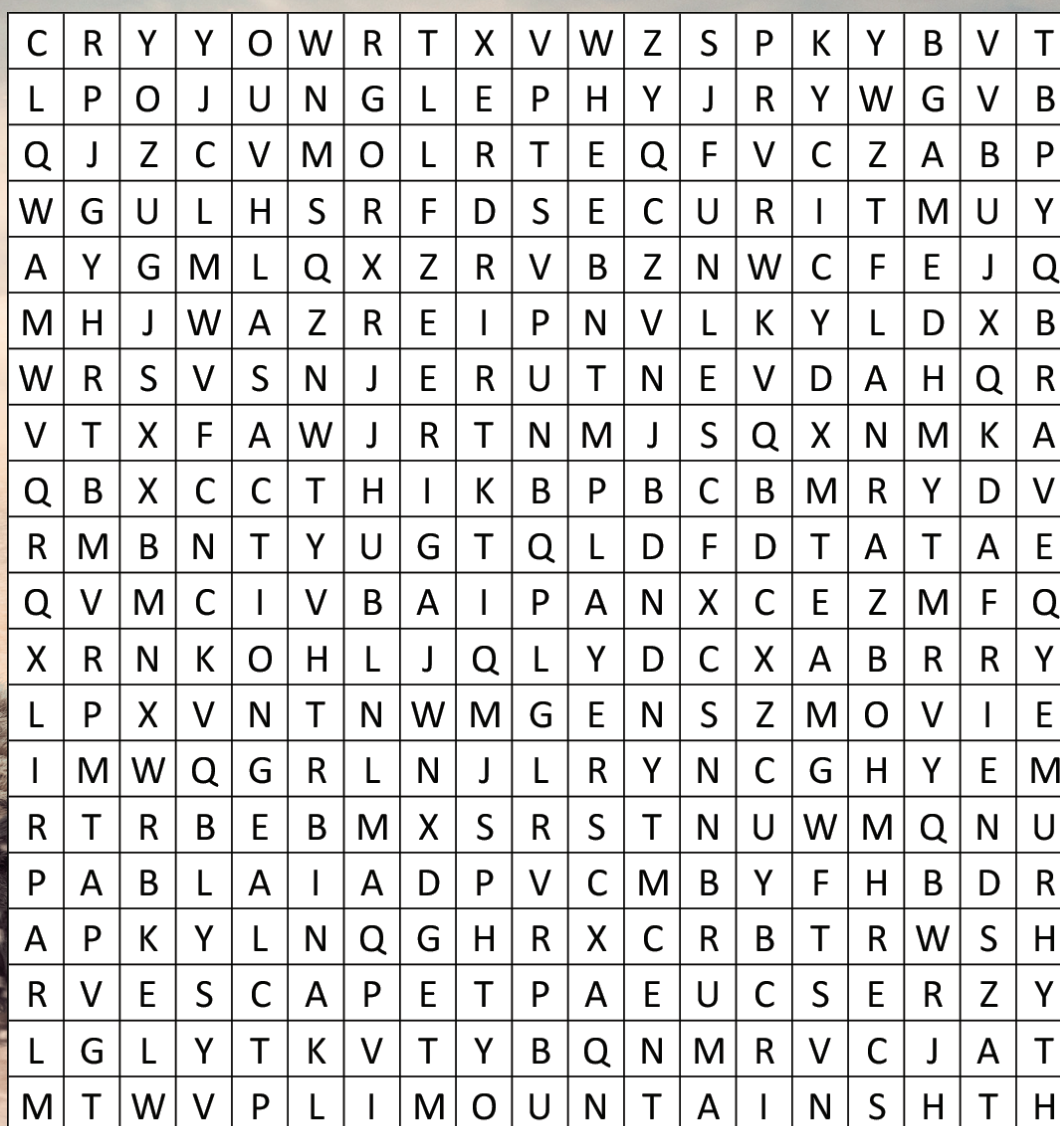 C R Y Y O W R T X V W Z S P K Y B V T
L P O J U N G L E P H Y J R Y W G V B
Q J Z C V M O L R T E Q F V C Z A B P
W G U L H S R F D S E C U R I T M U Y
A Y G M L Q X Z R V B Z N W C F E J Q
M H J W A Z R E I P N V L K Y L D X B
W R S V S N J E R U T N E V D A H Q R
V T X F A W J R T N M J S Q X N M K A
Q B X C C T H I K B P B C B M R Y D V
R M B N T Y U G T Q L D F D T A T A E
Q V M C I V B A I P A N X C E Z M F Q
X R N K O H L J Q L Y D C X A B R R Y
L P X V N T N W M G E N S Z M O V I E
I M W Q G R L N J L R Y N C G H Y E M
R T R B E B M X S R S T N U W M Q N U
P A B L A I A D P V C M B Y F H B D R
A P K Y L N Q G H R X C R B T R W S H
R V E S C A P E T P A E U C S E R Z Y
L G L Y T K V T Y B Q N M R V C J A T
M T W V P L I M O U N T A I N S H T H